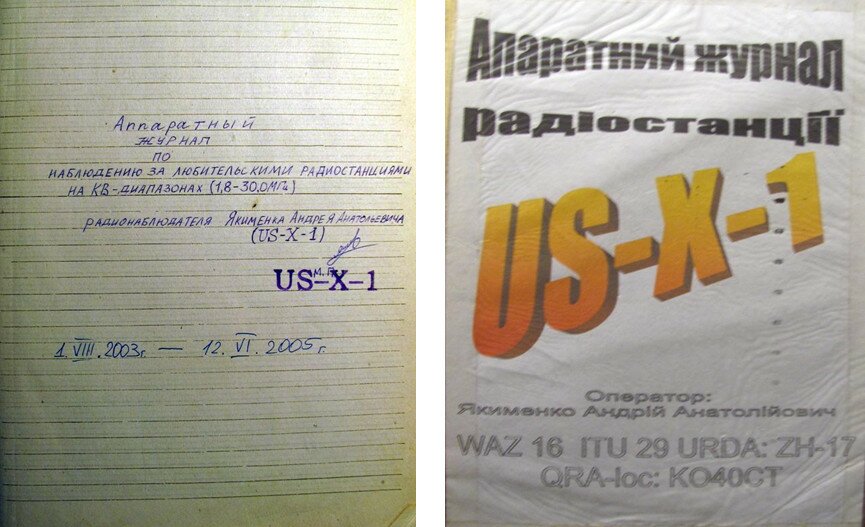 Аппаратный
журнал
по
наблюдению за любительскими радиостанциями
на КВ-диапазонах (1,8-30,0МГц)
радионаблюдателя Якименка Андрея Анатольевича
(US-X-1)
М.П.
US-X-1
1.VIII.2003г. — 12.VI.2005г.
Апаратний журнал
радіостанції
US-X-1
Оператор:
Якименко Андрій Анатолійович
WAZ 16 ITU 29 URDA: ZH-17
QRA-loc: KO40CT